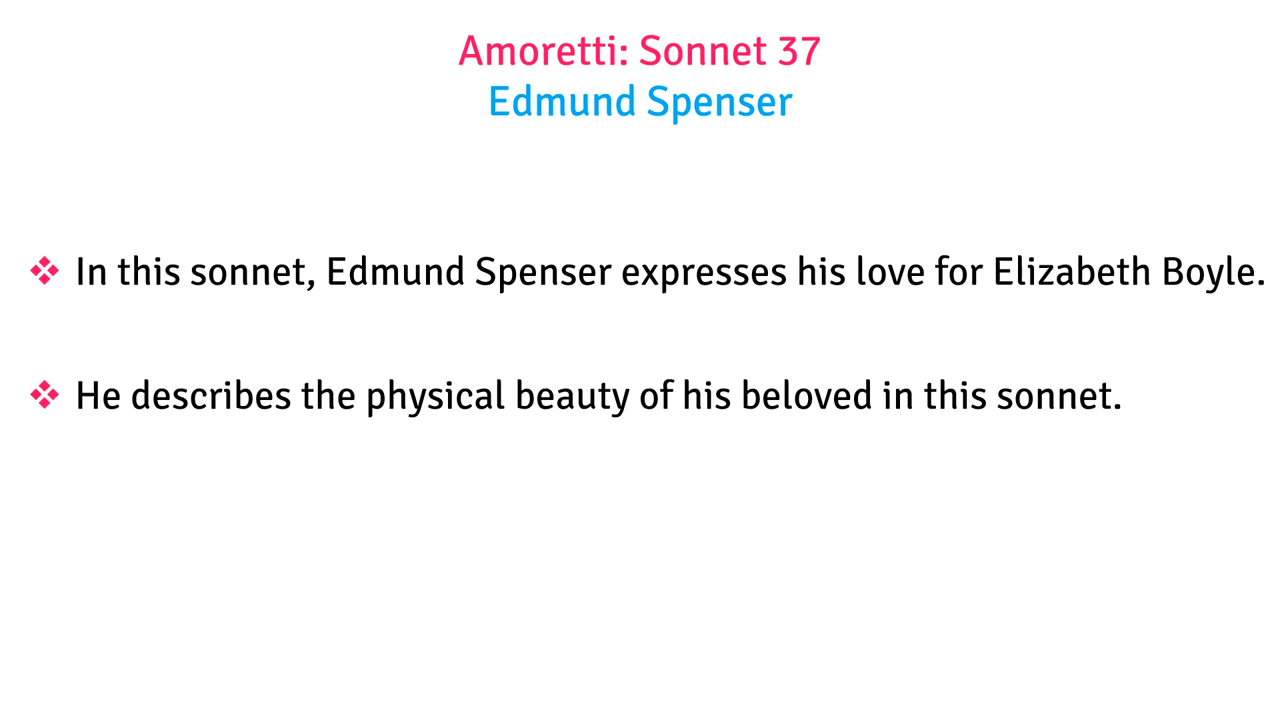 Amoretti: Sonnet 37
Edmund Spenser
❖ In this sonnet, Edmund Spenser expresses his love for Elizabeth Boyle.
❖ He describes the physical beauty of his beloved in this sonnet.